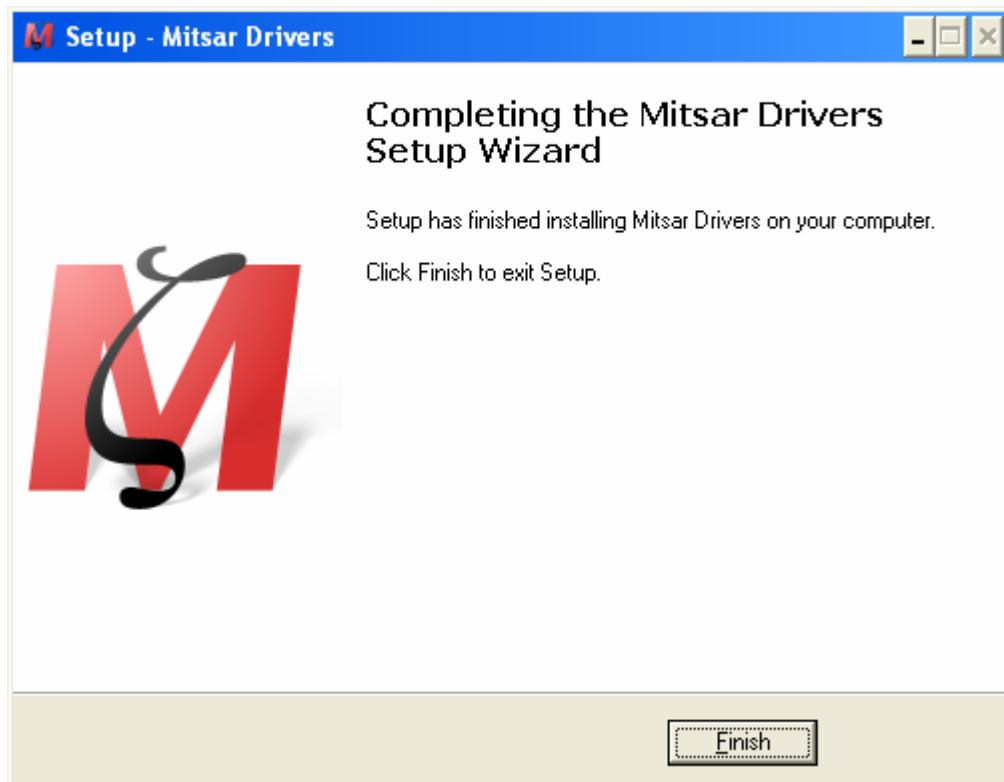 Setup - Mitsar Drivers
Completing the Mitsar Drivers
Setup Wizard
Setup has finished installing Mitsar Drivers on your computer.
Click Finish to exit Setup.
Finish